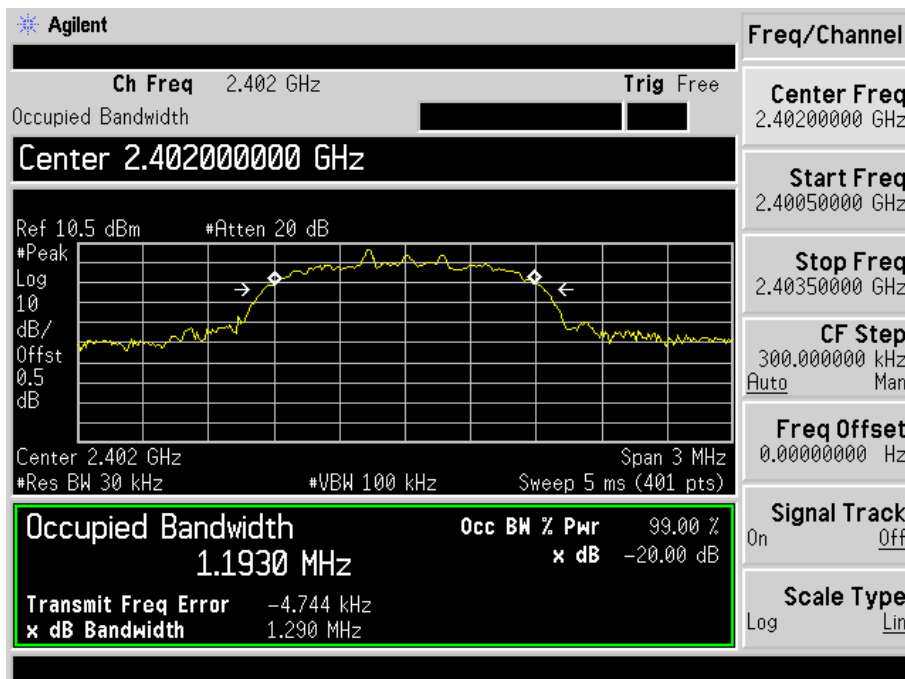 Agilent
Freq/Channel
Ch Freq 2.402 GHz Trig Free
Occupied Bandwidth
Center 2.402000000 GHz
Ref 10.5 dBm #Atten 20 dB
#Peak
Log
10
dB/
Offst
0.5
dB
Center 2.402 GHz Span 3 MHz
#Res BW 30 kHz #VBW 100 kHz Sweep 5 ms (401 pts)
Occupied Bandwidth
1.1930 MHz
Occ BW % Pwr 99.00 %
x dB -20.00 dB
Transmit Freq Error -4.744 kHz
x dB Bandwidth 1.290 MHz
Center Freq
2.40200000 GHz
Start Freq
2.40050000 GHz
Stop Freq
2.40350000 GHz
CF Step
300.000000 kHz
Auto Man
Freq Offset
0.00000000 Hz
Signal Track
On Off
Scale Type
Log Lin